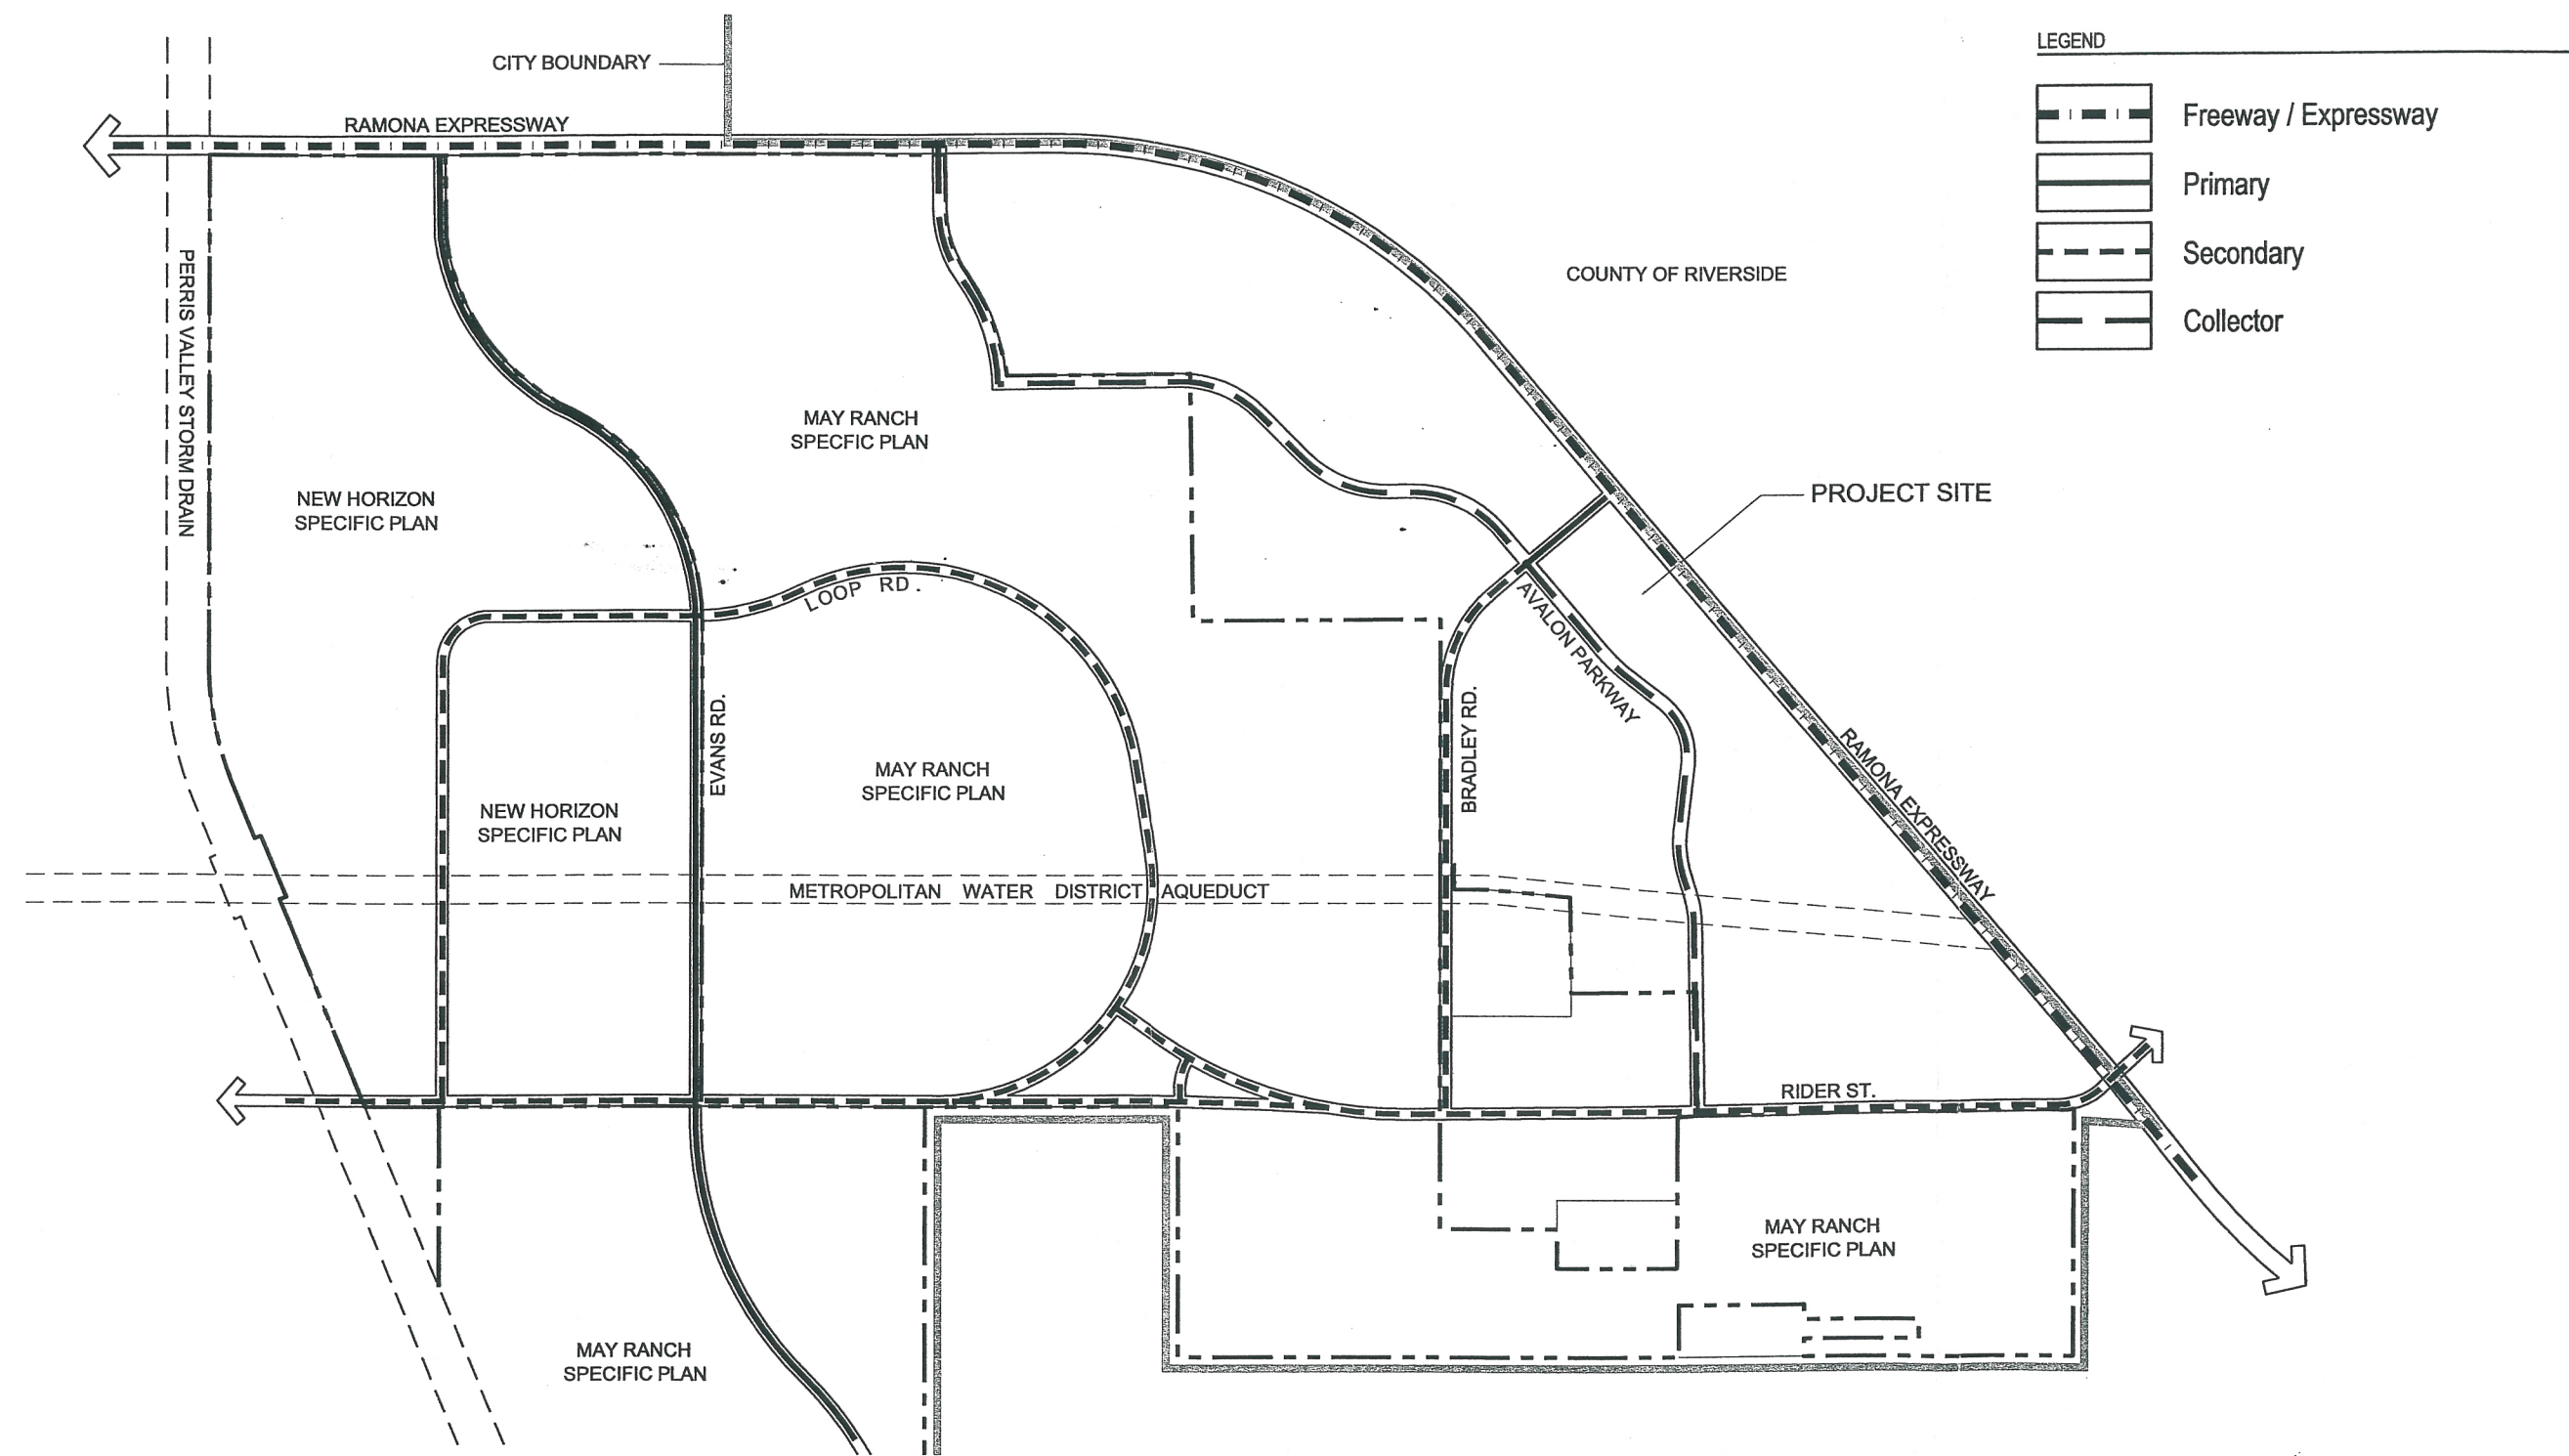 CITY BOUNDARY
LEGEND
Freeway / Expressway
Primary
Secondary
Collector
RAMONA EXPRESSWAY
COUNTY OF RIVERSIDE
PERRIS VALLEY STORM DRAIN
MAY RANCH
SPECFIC PLAN
NEW HORIZON
SPECIFIC PLAN
PROJECT SITE
LOOP RD.
AVALON PARKWAY
EVANS RD.
BRADLEY RD.
RAMONA EXPRESSWAY
MAY RANCH
SPECIFIC PLAN
NEW HORIZON
SPECIFIC PLAN
METROPOLITAN WATER DISTRICT AQUEDUCT
RIDER ST.
MAY RANCH
SPECIFIC PLAN
MAY RANCH
SPECIFIC PLAN